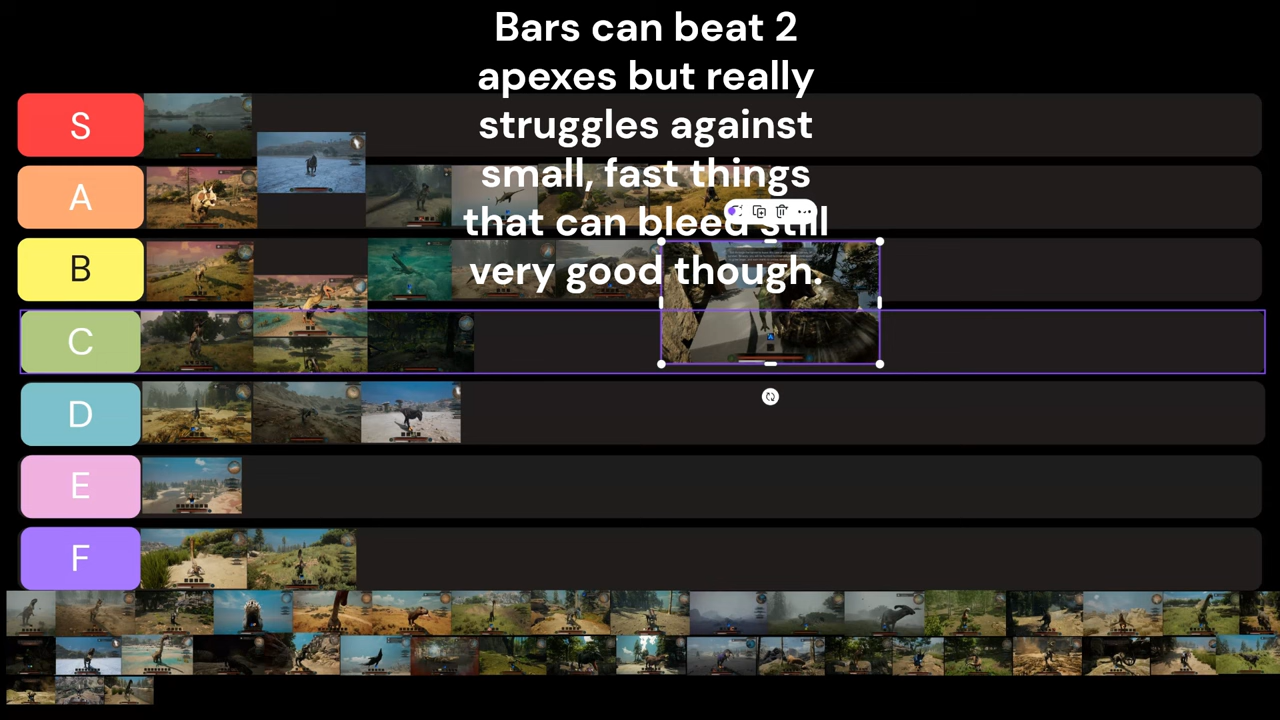 Bars can beat 2
apexes but really
struggles against
small, fast things
that can bleed still
very good though.
S
A
B
C
D
E
F